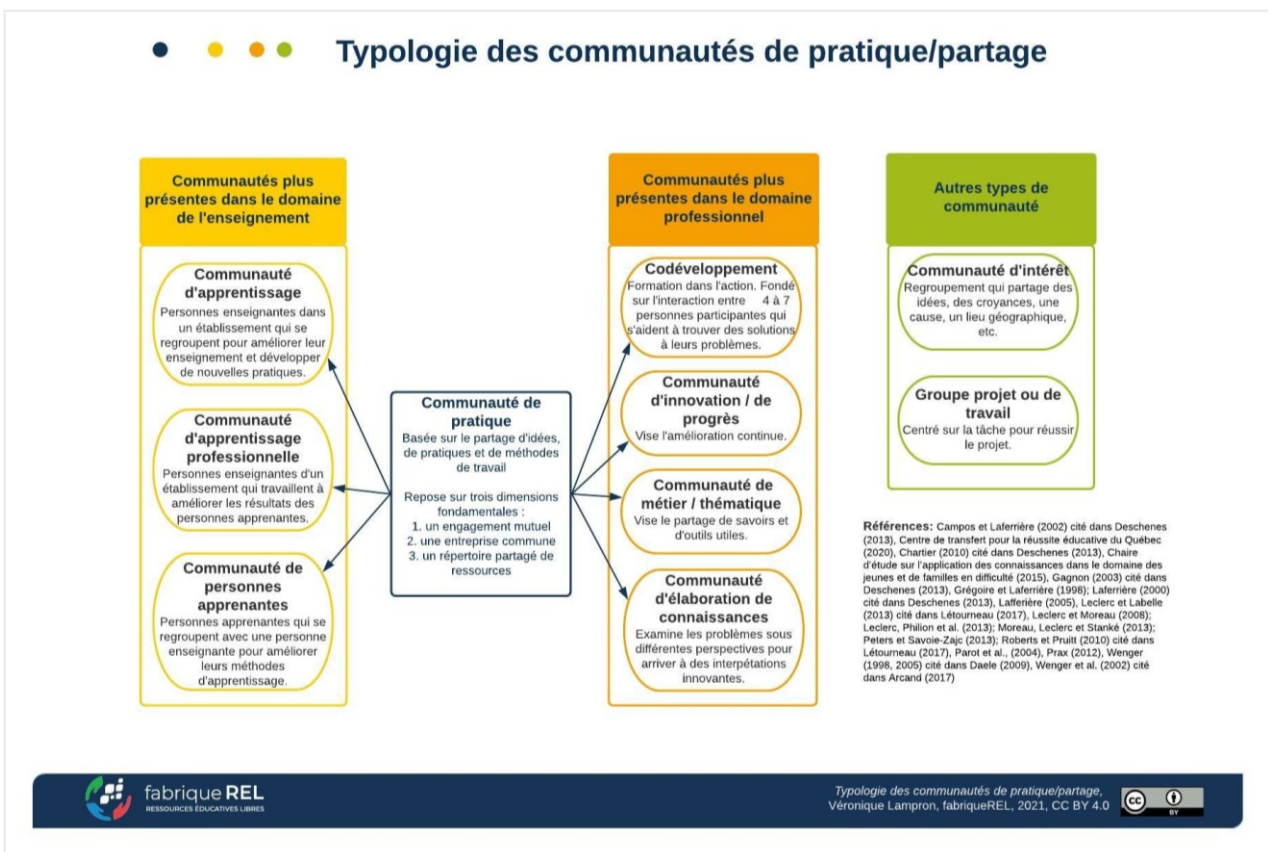 Typologie des communautés de pratique/partage
Communautés plus
présentes dans le domaine
de l'enseignement
Communauté
d'apprentissage
Personnes enseignantes dans
un établissement qui se
regroupent pour améliorer leur
enseignement et développer
de nouvelles pratiques.
Communauté
d'apprentissage
professionnelle
Personnes enseignantes d'un
établissement qui travaillent à
améliorer les résultats des
personnes apprenantes.
Communauté de
personnes
apprenantes
Personnes apprenantes qui se
regroupent avec une personne
enseignante pour améliorer
leurs méthodes
d'apprentissage.
Communauté de
pratique
Basée sur le partage d'idées,
de pratiques et de méthodes
de travail
Repose sur trois dimensions
fondamentales :
1. un engagement mutuel
2. une entreprise commune
3. un répertoire partagé de
ressources
Communautés plus
présentes dans le domaine
professionnel
Codéveloppement
Formation dans l'action. Fondé
sur l'interaction entre 4 à 7
personnes participantes qui
s'aident à trouver des solutions
à leurs problèmes.
Communauté
d'innovation / de
progrès
Vise l'amélioration continue.
Communauté de
métier / thématique
Vise le partage de savoirs et
d'outils utiles.
Communauté
d'élaboration de
connaissances
Examine les problèmes sous
différentes perspectives pour
arriver à des interpétations
innovantes.
Autres types de
communauté
Communauté d'intérêt
Regroupement qui partage des
idées, des croyances, une
cause, un lieu géographique,
etc.
Groupe projet ou de
travail
Centré sur la tâche pour réussir
le projet.
Références: Campos et Laferrière (2002) cité dans Deschenes
(2013), Centre de transfert pour la réussite éducative du Québec
(2020), Chartier (2010) cité dans Deschenes (2013), Chaire
d'étude sur l'application des connaissances dans le domaine des
jeunes et de familles en difficulté (2015), Gagnon (2003) cité dans
Deschenes (2013), Grégoire et Laferrière (1998); Laferrière (2000)
cité dans Deschenes (2013), Lafferière (2005), Leclerc et Labelle
(2013) cité dans Létourneau (2017), Leclerc et Moreau (2008);
Leclerc, Philion et al. (2013); Moreau, Leclerc et Stanké (2013);
Peters et Savoie-Zajc (2013); Roberts et Pruitt (2010) cité dans
Létourneau (2017), Parot et al., (2004), Prax (2012), Wenger
(1998, 2005) cité dans Daele (2009), Wenger et al. (2002) cité
dans Arcand (2017)
fabrique REL
RESSOURCES ÉDUCATIVES LIBRES
Typologie des communautés de pratique/partage,
Véronique Lampron, fabriqueREL, 2021, CC BY 4.0
cc
BY